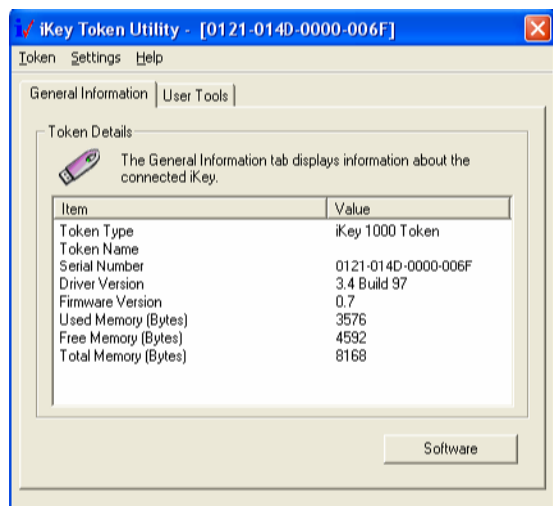 iKey Token Utility - [0121-014D-0000-006F]
Token Settings Help
General Information User Tools
Token Details
The General Information tab displays information about the
connected iKey.
Item Value
Token Type iKey 1000 Token
Token Name
Serial Number 0121-014D-0000-006F
Driver Version 3.4 Build 97
Firmware Version 0.7
Used Memory (Bytes) 3576
Free Memory (Bytes) 4592
Total Memory (Bytes) 8168
Software